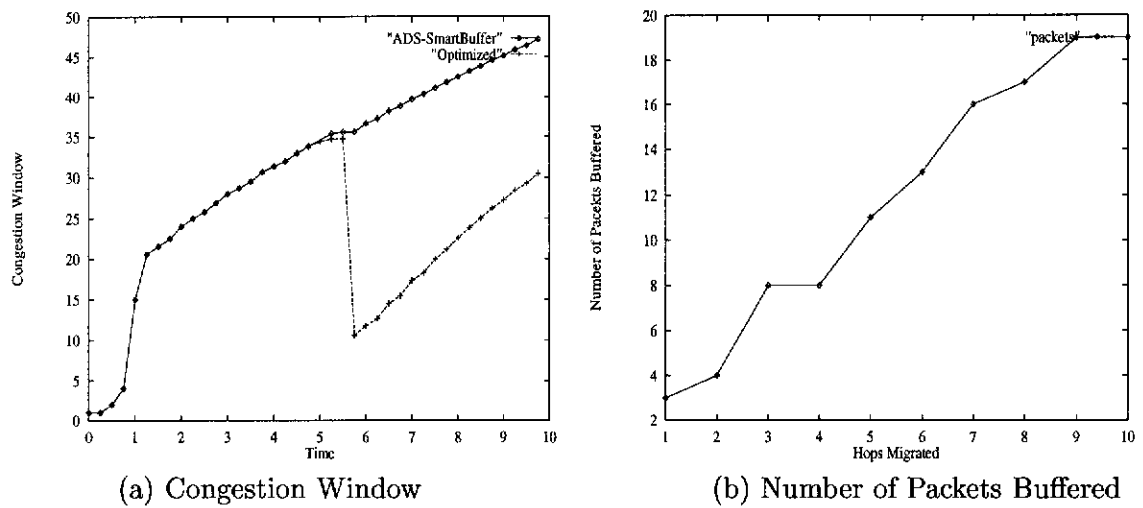 50
45
40
35
30
25
20
15
10
5
0
Congestion Window
"ADS-SmartBuffer"
"Optimized"
0 1 2 3 4 5 6 7 8 9 10
Time
(a) Congestion Window
20
18
16
14
12
10
8
6
4
2
Number of Pacekts Buffered
"packets"
1 2 3 4 5 6 7 8 9 10
Hops Migrated
(b) Number of Packets Buffered